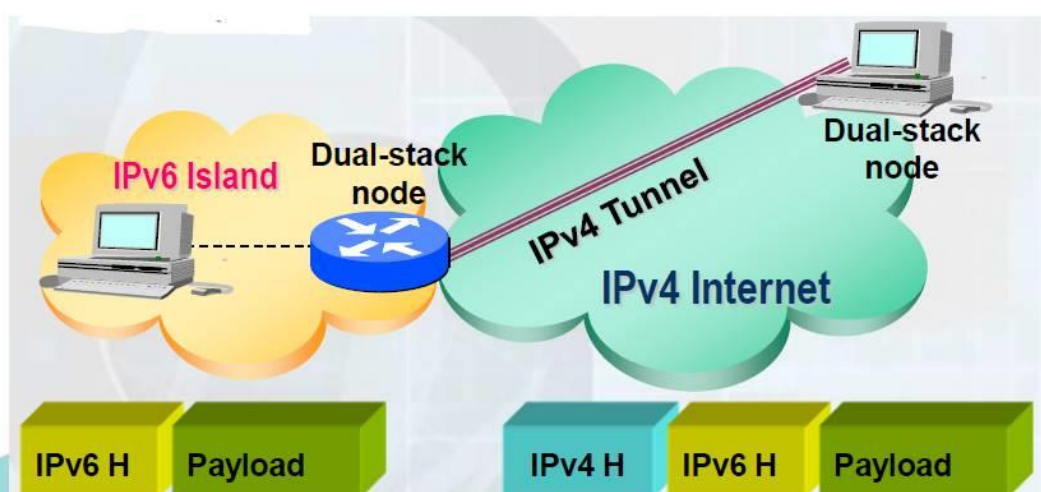 IPv6 Island
Dual-stack
node
Dual-stack
node
IPv4 Tunnel
IPv4 Internet
IPv6 H
Payload
IPv4 H
IPv6 H
Payload